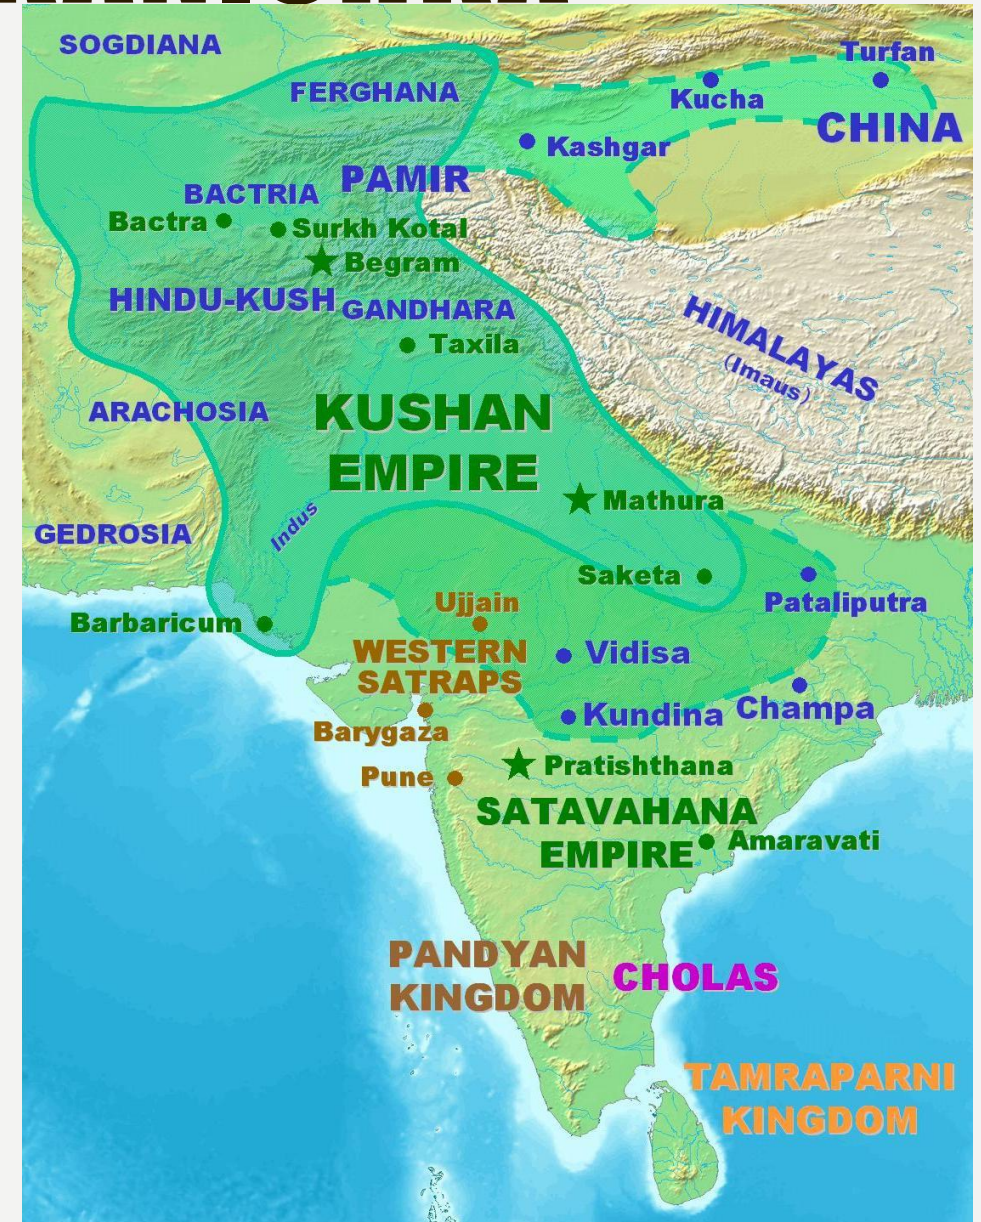 SOGDIANA
Turfan
FERGHANA
Kucha
CHINA
Kashgar
PAMIR
BACTRIA
Bactra
Surkh Kotal
Begram
HINDU-KUSH
GANDHARA
HIMALAYAS
(Imaus)
Taxila
ARACHOSIA
KUSHAN
EMPIRE
Mathura
Indus
GEDROSIA
Saketa
Pataliputra
Ujjain
Barbaricum
WESTERN
SATRAPS
Vidisa
Kundina
Champa
Barygaza
Pratishthana
Pune
SATAVAHANA
EMPIRE
Amaravati
PANDYAN
KINGDOM
CHOLAS
TAMRAPARNI
KINGDOM